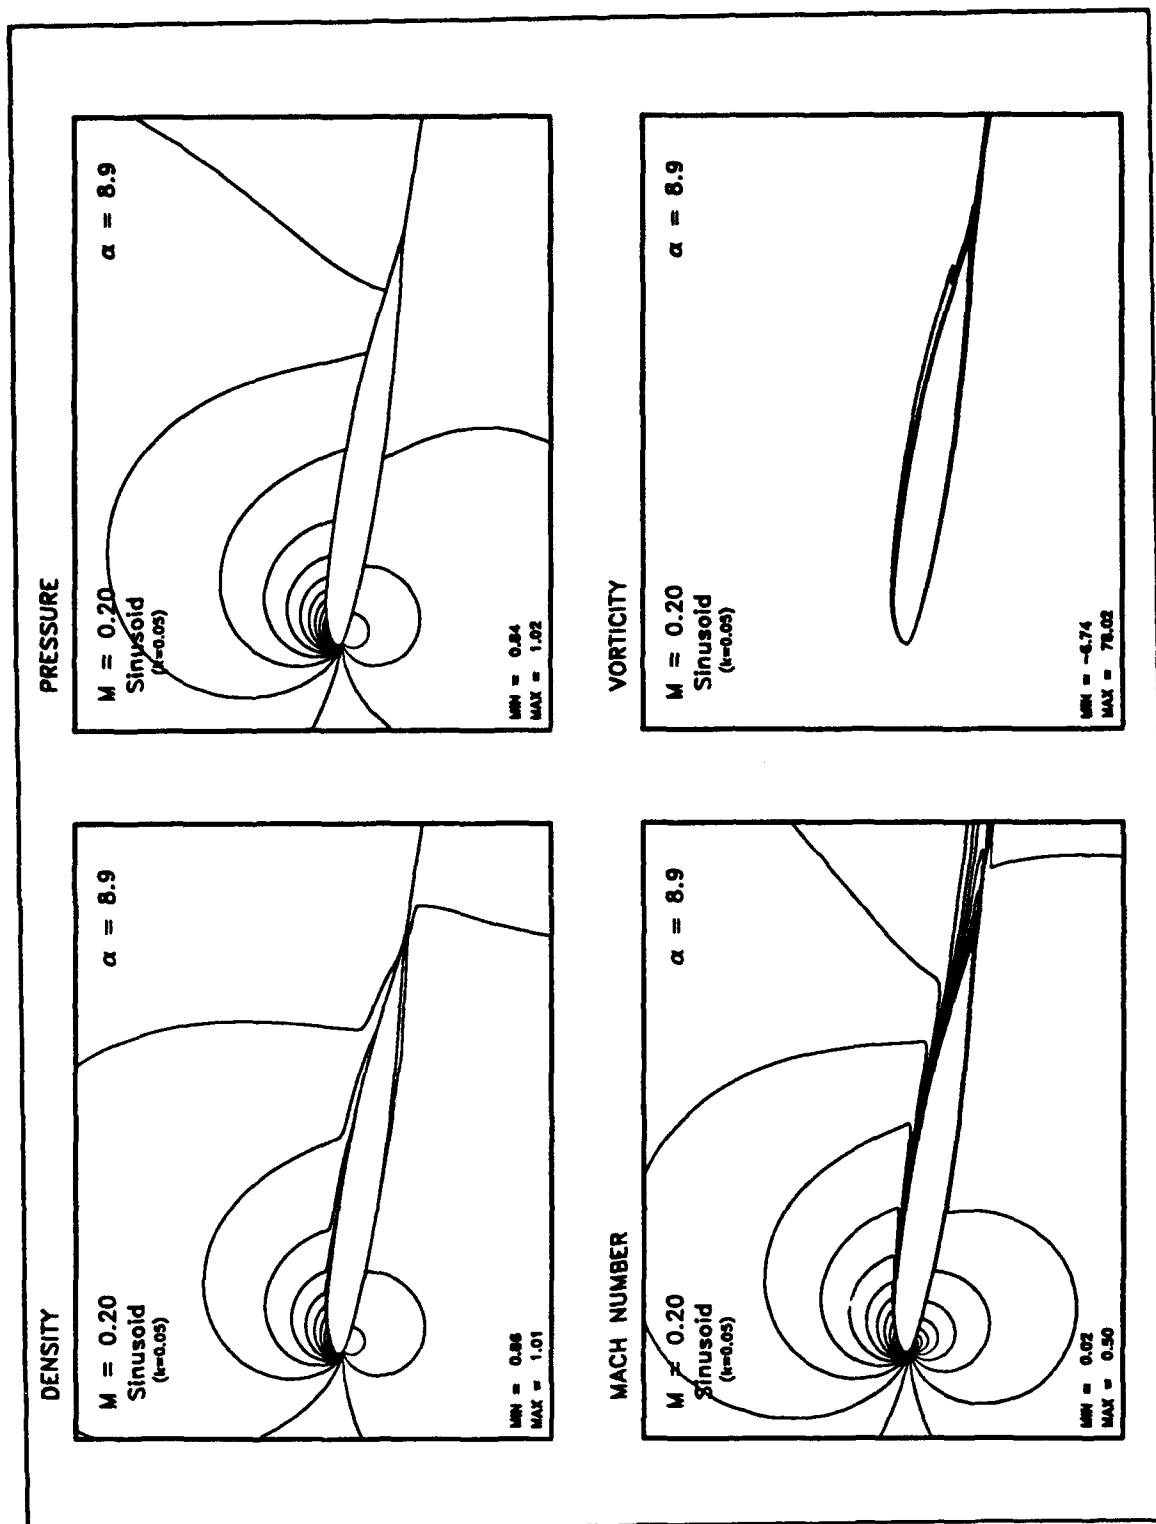 DENSITY
M = 0.20
α = 8.9
Sinusoid
(k=0.05)
MIN = 0.86
MAX = 1.01
PRESSURE
M = 0.20
α = 8.9
Sinusoid
(k=0.05)
MIN = 0.84
MAX = 1.02
MACH NUMBER
M = 0.20
α = 8.9
Sinusoid
(k=0.05)
MIN = 0.02
MAX = 0.50
VORTICITY
M = 0.20
α = 8.9
Sinusoid
(k=0.05)
MIN = -6.74
MAX = 78.02